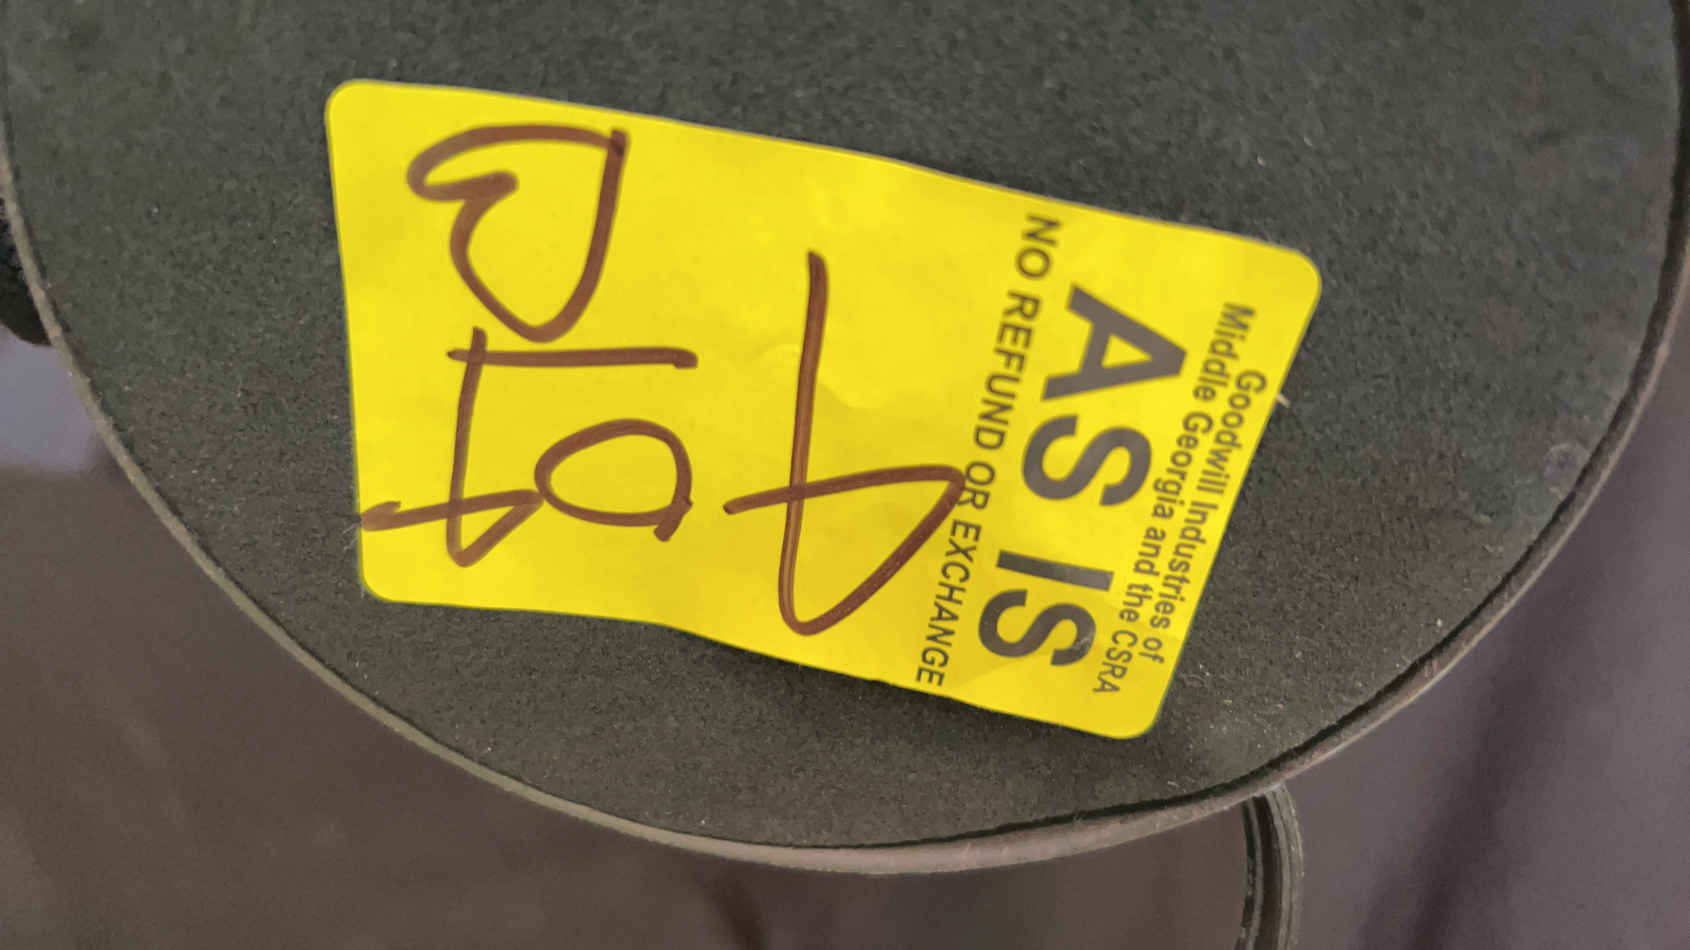 Goodwill Industries of
Middle Georgia and the CSRA
AS IS
NO REFUND OR EXCHANGE